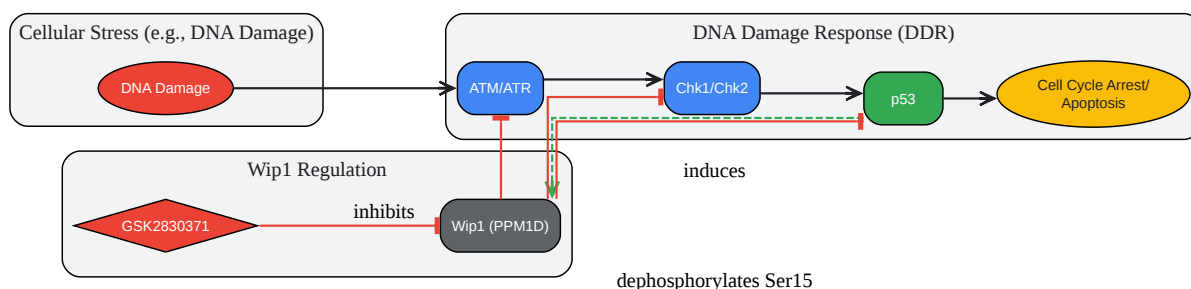 Cellular Stress (e.g., DNA Damage)
DNA Damage Response (DDR)
DNA Damage
ATM/ATR
Chk1/Chk2
p53
Cell Cycle Arrest/
Apoptosis
Wip1 Regulation
induces
GSK2830371
inhibits
Wip1 (PPM1D)
dephosphorylates Ser15